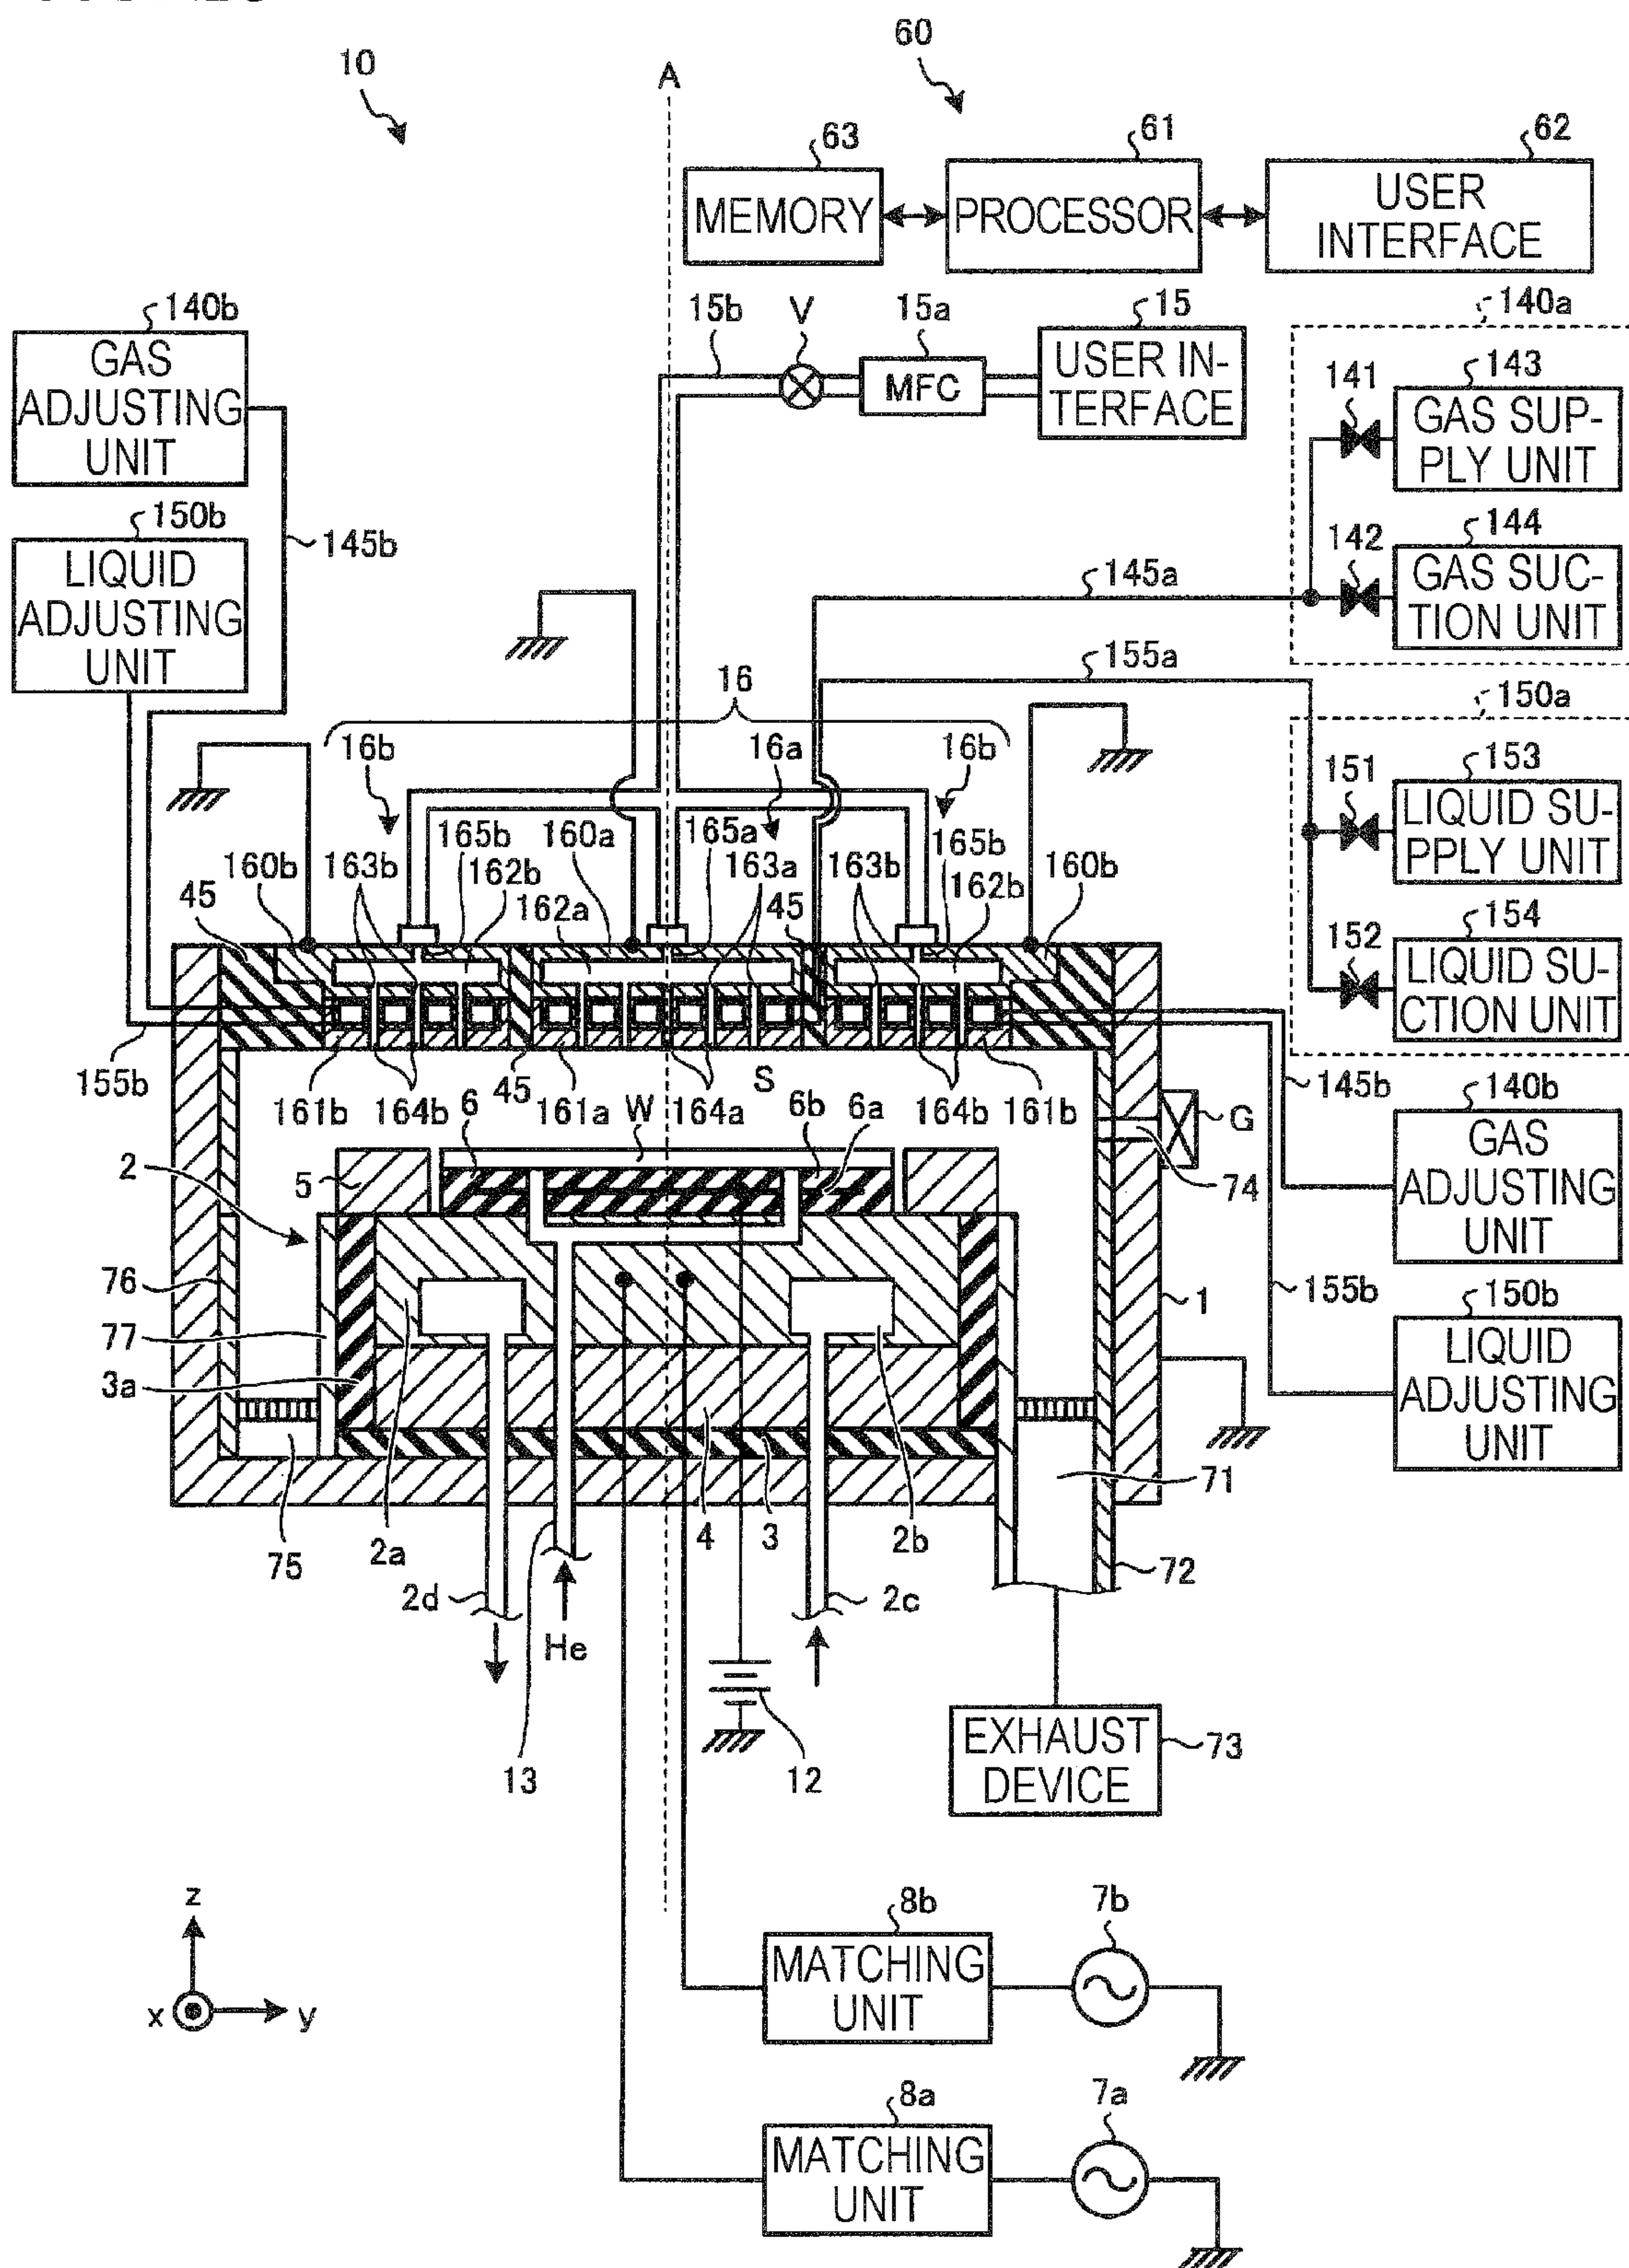 10
A
60
63
61
62
MEMORY
PROCESSOR
USER
INTERFACE
140b
15b
V
15a
15
140a
GAS
ADJUSTING
UNIT
MFC
USER IN-
TERFACE
141
143
GAS SUP-
PLY UNIT
150b
145b
142
144
LIQUID
ADJUSTING
UNIT
145a
GAS SUC-
TION UNIT
155a
16
150a
16b
16a
16b
151
153
LIQUID SU-
PPLY UNIT
165b
160a
165a
165b
160b
163b
163a
163b
160b
45
162b
162a
45
162b
152
154
LIQUID SU-
CTION UNIT
155b
45
S
145b
161b
164b
6
161a
W
164a
6b
6a
164b
161b
G
140b
GAS
ADJUSTING
UNIT
2
5
74
76
155b
1
150b
77
LIQUID
ADJUSTING
UNIT
3a
71
75
2a
4
3
2b
72
2d
He
2c
13
12
EXHAUST
DEVICE
73
z
x
y
8b
7b
MATCHING
UNIT
8a
7a
MATCHING
UNIT